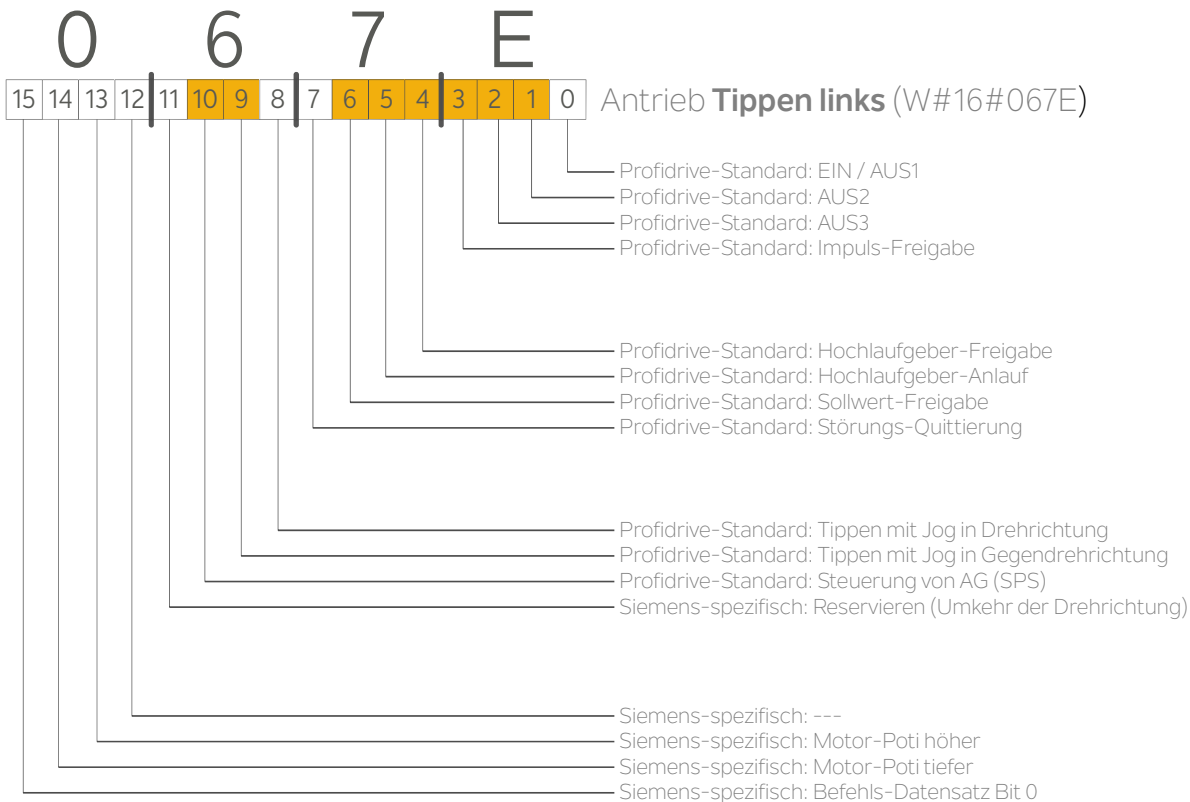 0 6 7 E
15 14 13 12 11 10 9 8 7 6 5 4 3 2 1 0 Antrieb Tippen links (W#16#067E)
Profidrive-Standard: EIN / AUS1
Profidrive-Standard: AUS2
Profidrive-Standard: AUS3
Profidrive-Standard: Impuls-Freigabe
Profidrive-Standard: Hochlaufgeber-Freigabe
Profidrive-Standard: Hochlaufgeber-Anlauf
Profidrive-Standard: Sollwert-Freigabe
Profidrive-Standard: Störungs-Quittierung
Profidrive-Standard: Tippen mit Jog in Drehrichtung
Profidrive-Standard: Tippen mit Jog in Gegendrehrichtung
Profidrive-Standard: Steuerung von AG (SPS)
Siemens-spezifisch: Reservieren (Umkehr der Drehrichtung)
Siemens-spezifisch: ---
Siemens-spezifisch: Motor-Poti höher
Siemens-spezifisch: Motor-Poti tiefer
Siemens-spezifisch: Befehls-Datensatz Bit 0